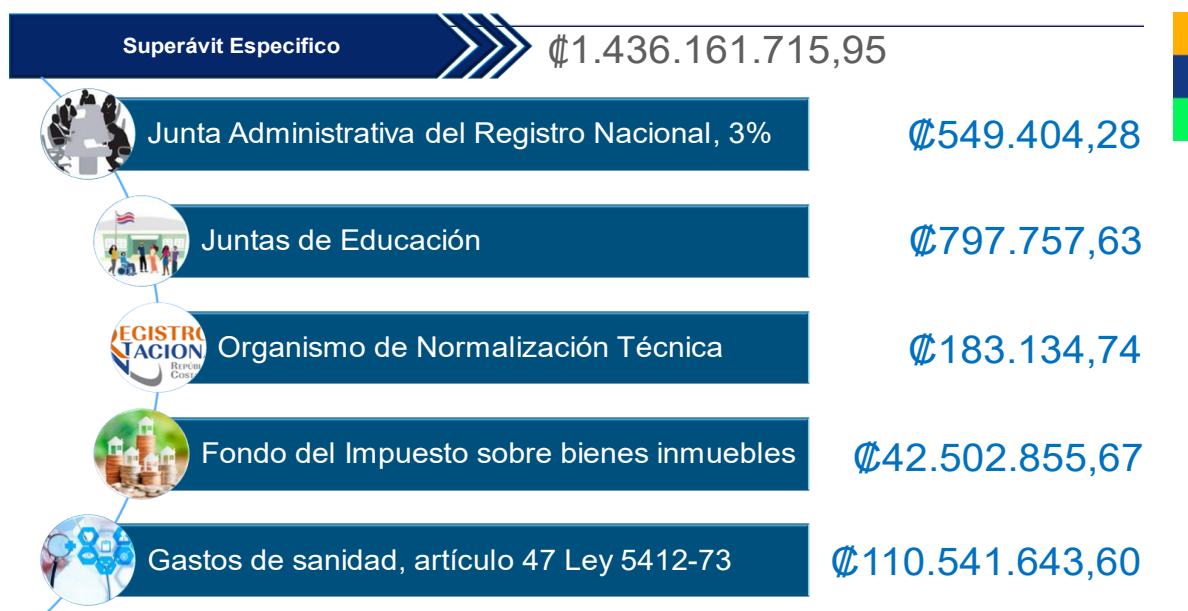 Superávit Especifico
₡1.436.161.715,95
Junta Administrativa del Registro Nacional, 3%
₡549.404,28
Juntas de Educación
₡797.757,63
EGISTR
Organismo de Normalización Técnica
₡183.134,74
Fondo del Impuesto sobre bienes inmuebles
₡42.502.855,67
Gastos de sanidad, artículo 47 Ley 5412-73
₡110.541.643,60